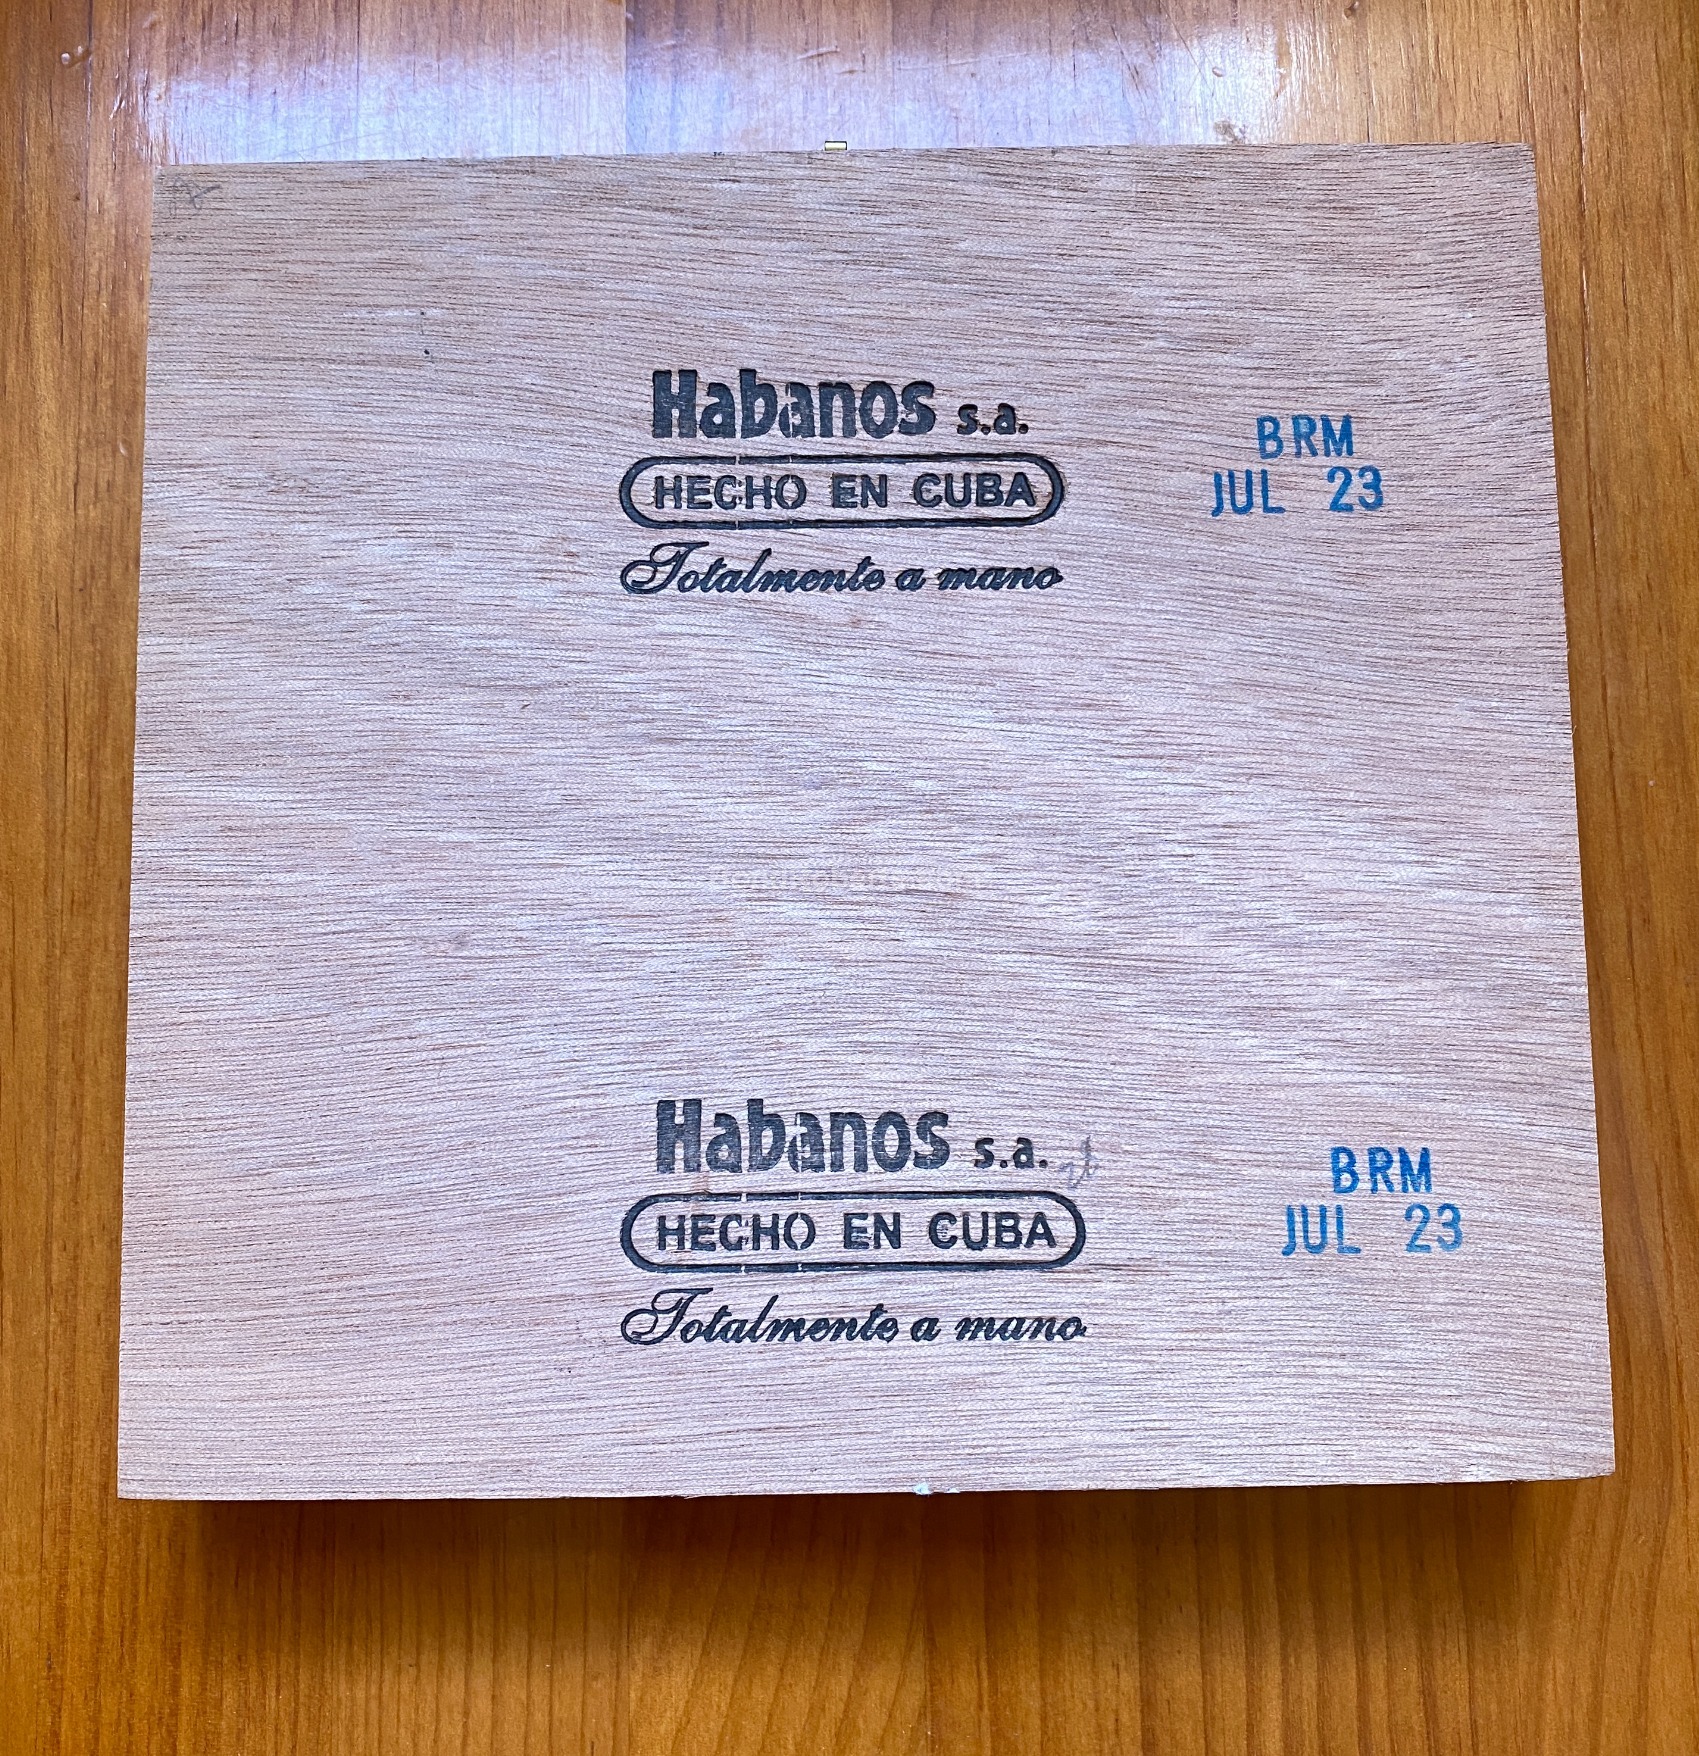 Habanos s.a.
HECHO EN CUBA
Totalmente a mano
BRM
JUL 23
Habanos s.a.
HECHO EN CUBA
Totalmente a mano
BRM
JUL 23